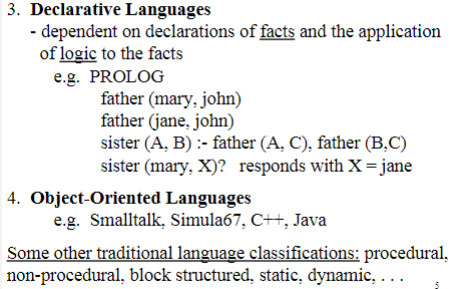 3. Declarative Languages
- dependent on declarations of facts and the application
of logic to the facts
e.g. PROLOG
father (mary, john)
father (jane, john)
sister (A, B) :- father (A, C), father (B,C)
sister (mary, X)? responds with X = jane
4. Object-Oriented Languages
e.g. Smalltalk, Simula67, C++, Java
Some other traditional language classifications: procedural,
non-procedural, block structured, static, dynamic, . . .
5